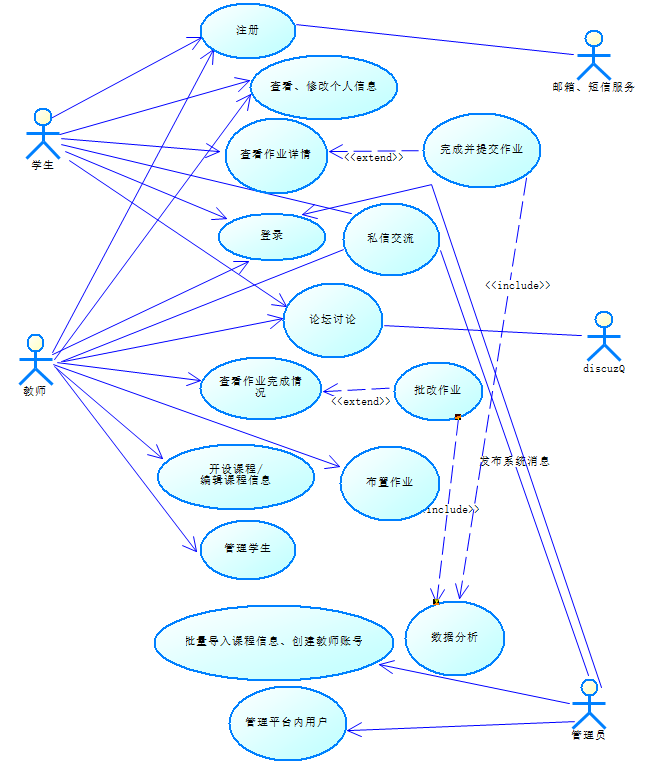 注册
邮箱、短信服务
查看、修改个人信息
学生
查看作业详情
<<extend>>
完成并提交作业
登录
私信交流
<<include>>
论坛讨论
discuzQ
教师
查看作业完成情
况
<<extend>>
批改作业
发布系统消息
开设课程/
编辑课程信息
布置作业
include>>
管理学生
批量导入课程信息、创建教师账号
数据分析
管理平台内用户
管理员